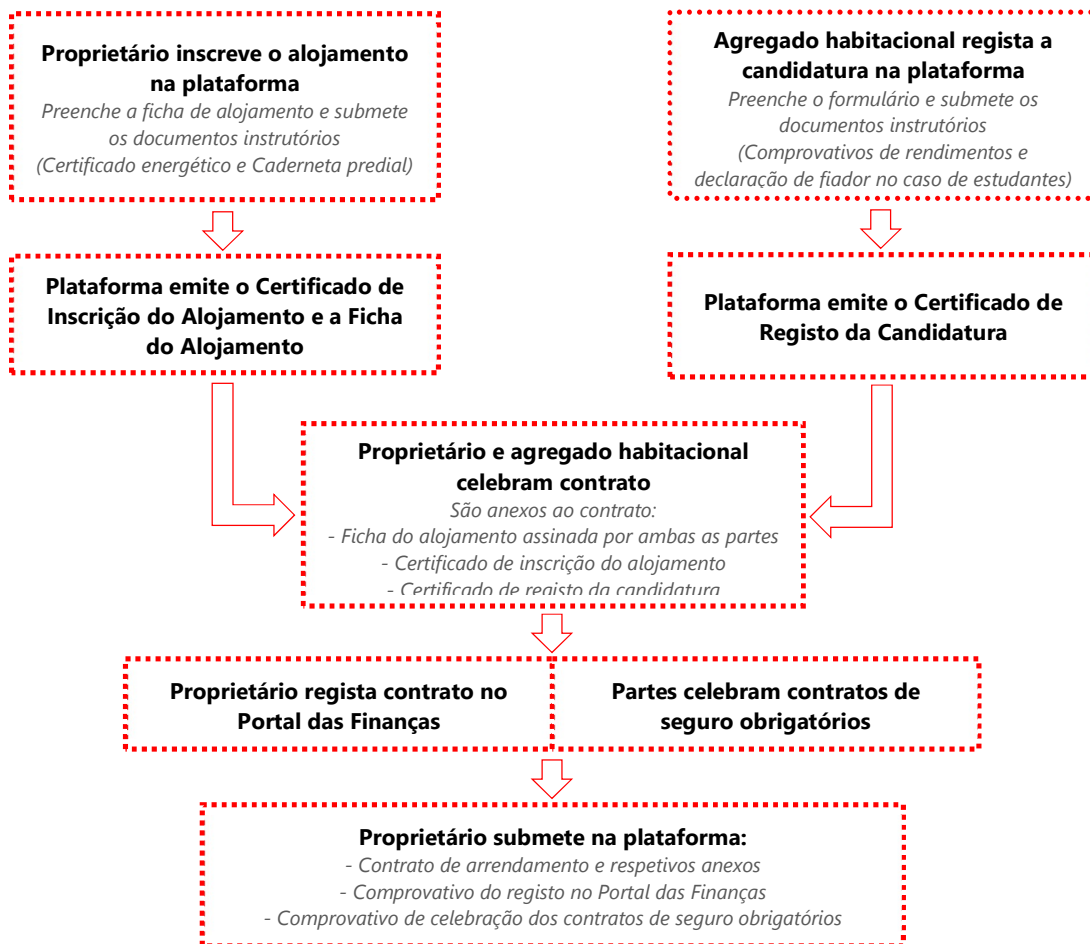 Proprietário inscreve o alojamento
na plataforma
Preenche a ficha de alojamento e submete
os documentos instrutórios
(Certificado energético e Caderneta predial)
Agregado habitacional regista a
candidatura na plataforma
Preenche o formulário e submete os
documentos instrutórios
(Comprovativos de rendimentos e
declaração de fiador no caso de estudantes)
Plataforma emite o Certificado de
Inscrição do Alojamento e a Ficha
do Alojamento
Plataforma emite o Certificado de
Registo da Candidatura
Proprietário e agregado habitacional
celebram contrato
São anexos ao contrato:
- Ficha do alojamento assinada por ambas as partes
- Certificado de inscrição do alojamento
- Certificado de registo da candidatura
Proprietário regista contrato no
Portal das Finanças
Partes celebram contratos de
seguro obrigatórios
Proprietário submete na plataforma:
- Contrato de arrendamento e respetivos anexos
- Comprovativo do registo no Portal das Finanças
- Comprovativo de celebração dos contratos de seguro obrigatórios